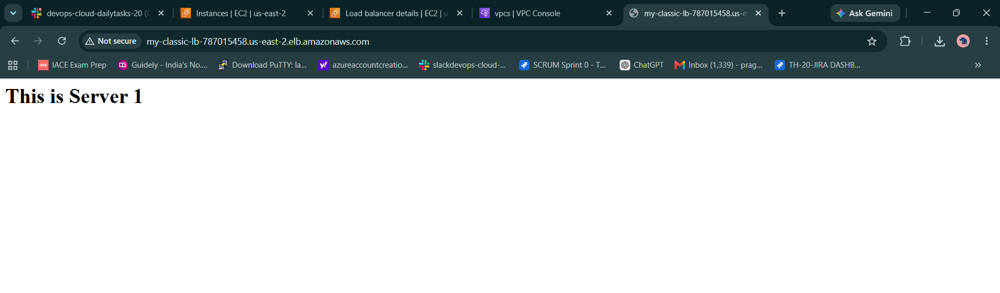 devops-cloud-dailytasks-20 (
Instances | EC2 | us-east-2
Load balancer details | EC2 | u
vpcs | VPC Console
my-classic-lb-787015458.us-e
Ask Gemini
Not secure
my-classic-lb-787015458.us-east-2.elb.amazonaws.com
IACE
IACE Exam Prep
DG
Guidely - India's No....
Download PuTTY: la...
y!
azureaccountcreatio...
slackdevops-cloud-...
SCRUM Sprint 0 - T...
ChatGPT
Inbox (1,339) - prag...
TH-20-JIRA DASHB...
This is Server 1